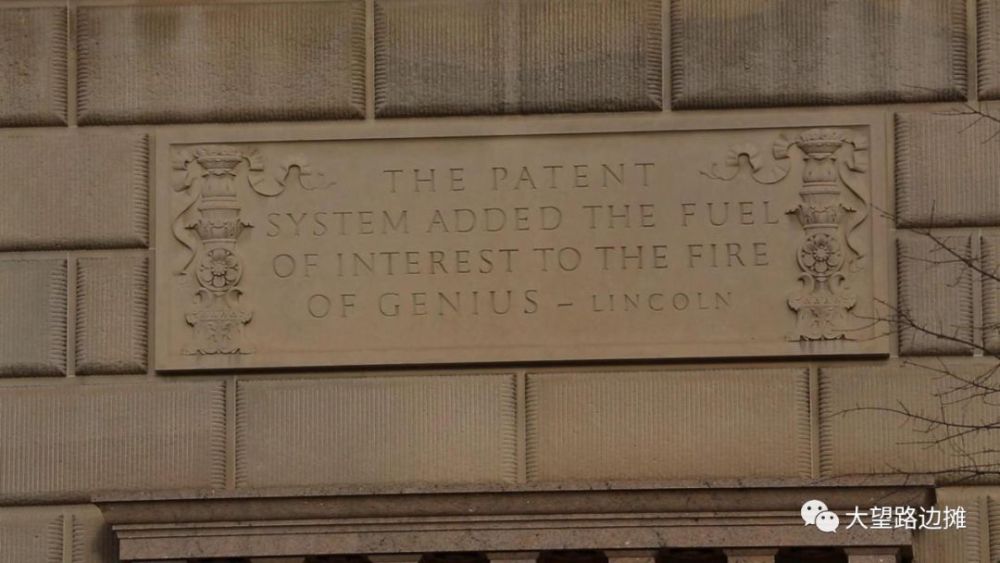 THE PATENT
SYSTEM ADDED THE FUEL
OF INTEREST TO THE FIRE
OF GENIUS – LINCOLN
大望路边摊